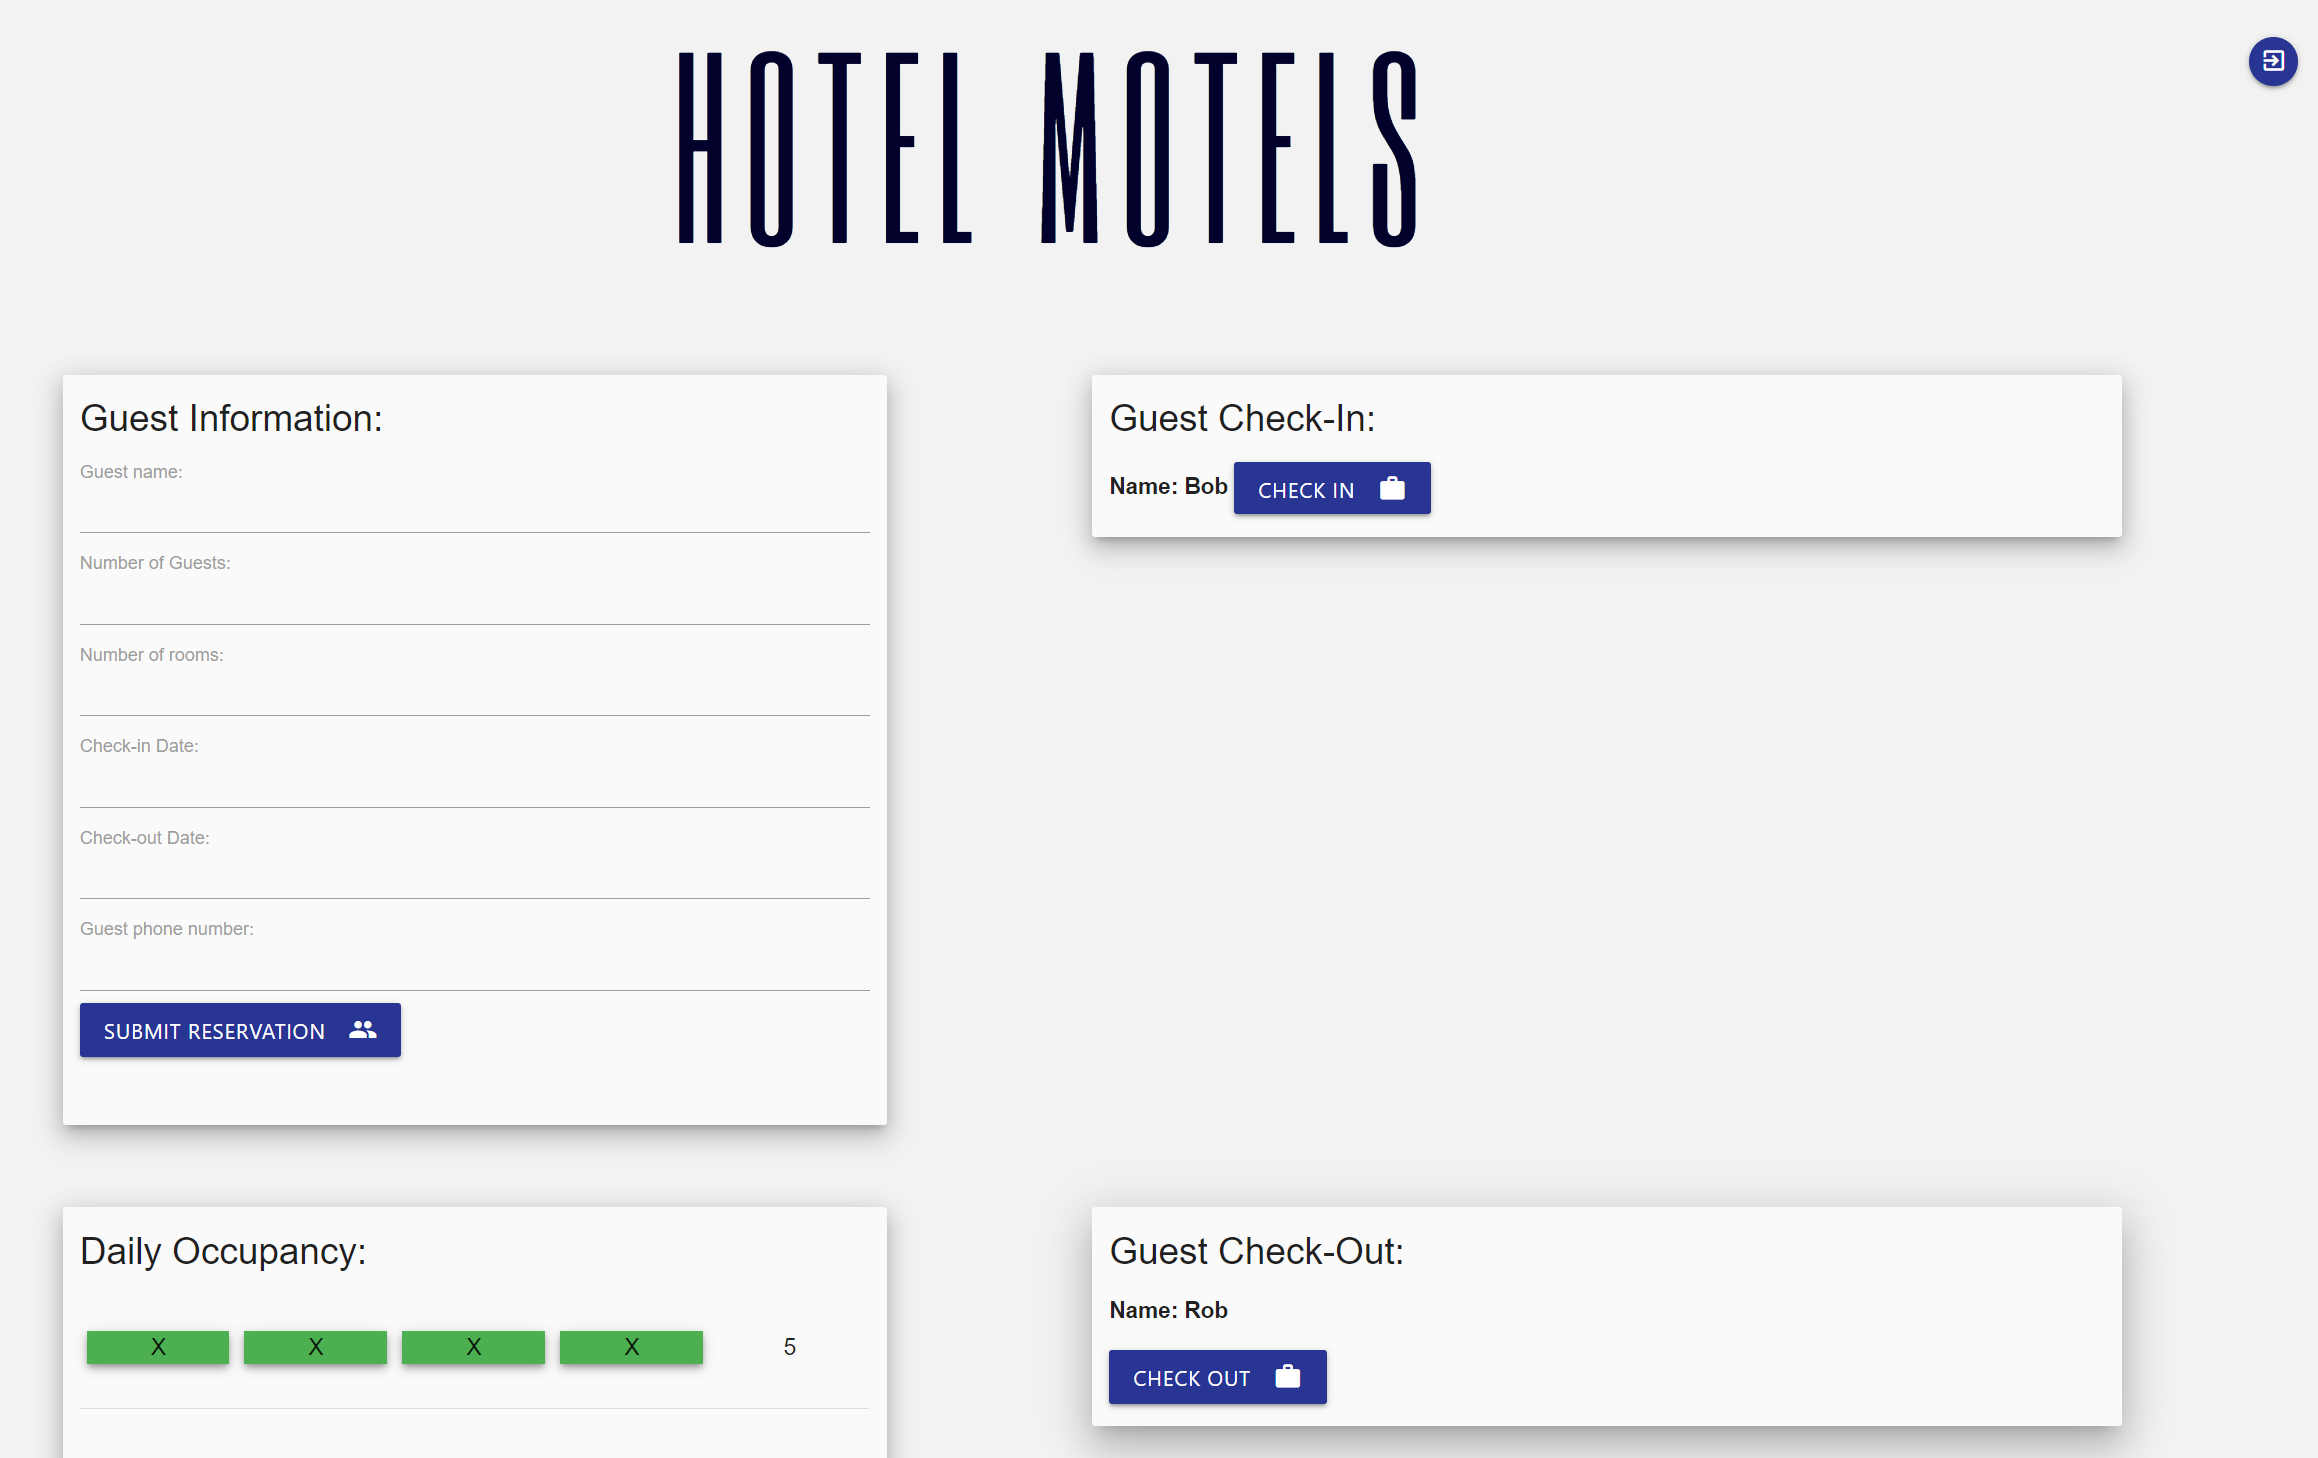 HOTEL MOTELS
Guest Information:
Guest name:
Number of Guests:
Number of rooms:
Check-in Date:
Check-out Date:
Guest phone number:
SUBMIT RESERVATION
Guest Check-In:
Name: Bob CHECK IN
Daily Occupancy:
X X X X 5
Guest Check-Out:
Name: Rob
CHECK OUT